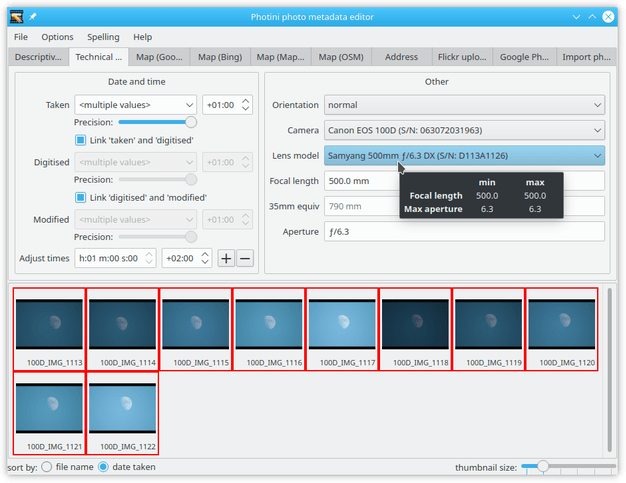 Photini photo metadata editor
File Options Spelling Help
Descriptiv... Technical ... Map (Goo... Map (Bing) Map (Map... Map (OSM) Address Flickr uplo... Google Ph... Import ph...
Date and time
Taken <multiple values> +01:00
Precision:
Link 'taken' and 'digitised'
Digitised <multiple values> +01:00
Precision:
Link 'digitised' and 'modified'
Modified <multiple values> +01:00
Precision:
Adjust times h:01 m:00 s:00 +02:00 + −
Other
Orientation normal
Camera Canon EOS 100D (S/N: 063072031963)
Lens model Samyang 500mm ƒ/6.3 DX (S/N: D113A1126)
Focal length 500.0 mm
35mm equiv 790 mm
Aperture ƒ/6.3
min max
Focal length 500.0 500.0
Max aperture 6.3 6.3
100D_IMG_1113 100D_IMG_1114 100D_IMG_1115 100D_IMG_1116 100D_IMG_1117 100D_IMG_1118 100D_IMG_1119 100D_IMG_1120
100D_IMG_1121 100D_IMG_1122
sort by: file name date taken thumbnail size: